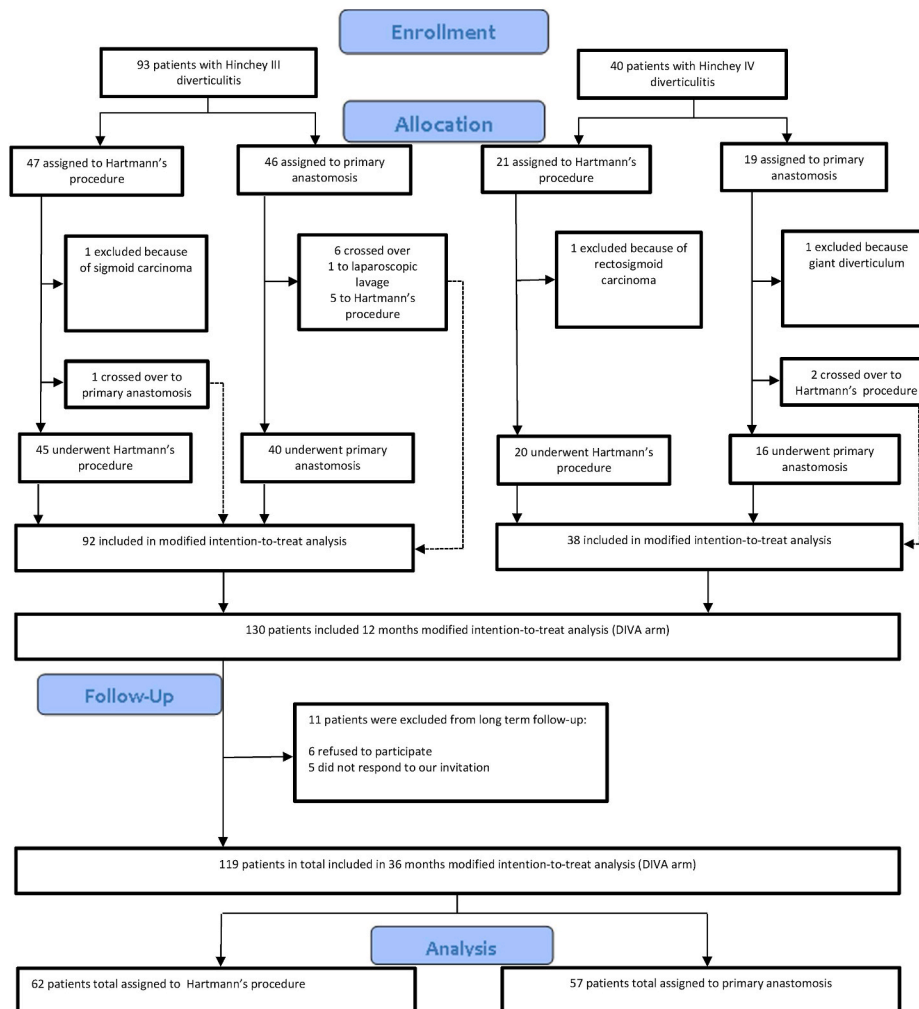 Enrollment
93 patients with Hinchey III
diverticulitis
40 patients with Hinchey IV
diverticulitis
Allocation
47 assigned to Hartmann's
procedure
46 assigned to primary
anastomosis
21 assigned to Hartmann's
procedure
19 assigned to primary
anastomosis
1 excluded because
of sigmoid carcinoma
6 crossed over
1 to laparoscopic
lavage
5 to Hartmann's
procedure
1 excluded because of
rectosigmoid
carcinoma
1 excluded because
giant diverticulum
1 crossed over to
primary anastomosis
2 crossed over to
Hartmann's procedure
45 underwent Hartmann's
procedure
40 underwent primary
anastomosis
20 underwent Hartmann's
procedure
16 underwent primary
anastomosis
92 included in modified intention-to-treat analysis
38 included in modified intention-to-treat analysis
130 patients included 12 months modified intention-to-treat analysis (DIVA arm)
Follow-Up
11 patients were excluded from long term follow-up:
6 refused to participate
5 did not respond to our invitation
119 patients in total included in 36 months modified intention-to-treat analysis (DIVA arm)
Analysis
62 patients total assigned to Hartmann's procedure
57 patients total assigned to primary anastomosis